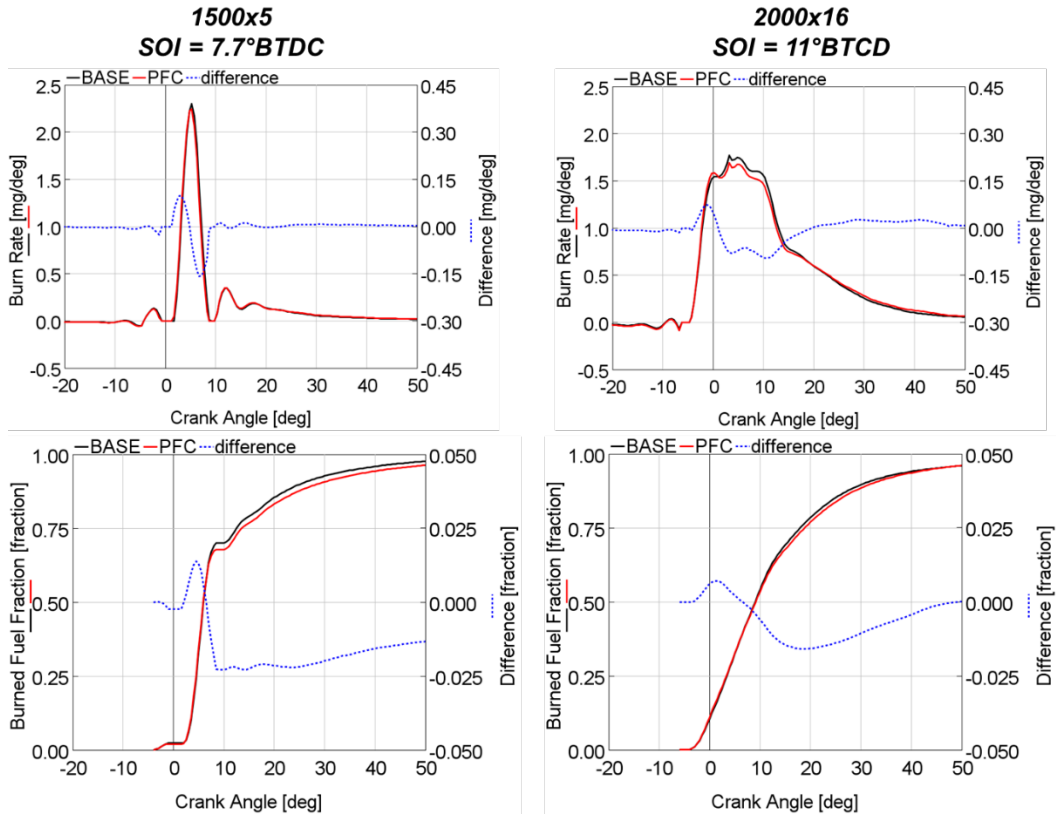 1500x5
SOI = 7.7°BTDC
BASE PFC difference
2.5
2.0
1.5
1.0
0.5
0.0
-0.5
Burn Rate [mg/deg]
0.45
0.30
0.15
0.00
-0.15
-0.30
-0.45
Difference [mg/deg]
-20 -10 0 10 20 30 40 50
Crank Angle [deg]
2000x16
SOI = 11°BTCD
BASE PFC difference
2.5
2.0
1.5
1.0
0.5
0.0
-0.5
Burn Rate [mg/deg]
0.45
0.30
0.15
0.00
-0.15
-0.30
-0.45
Difference [mg/deg]
-20 -10 0 10 20 30 40 50
Crank Angle [deg]
BASE PFC difference
1.00
0.75
0.50
0.25
0.00
Burned Fuel Fraction [fraction]
0.050
0.025
0.000
-0.025
-0.050
Difference [fraction]
-20 -10 0 10 20 30 40 50
Crank Angle [deg]
BASE PFC difference
1.00
0.75
0.50
0.25
0.00
Burned Fuel Fraction [fraction]
0.050
0.025
0.000
-0.025
-0.050
Difference [fraction]
-20 -10 0 10 20 30 40 50
Crank Angle [deg]